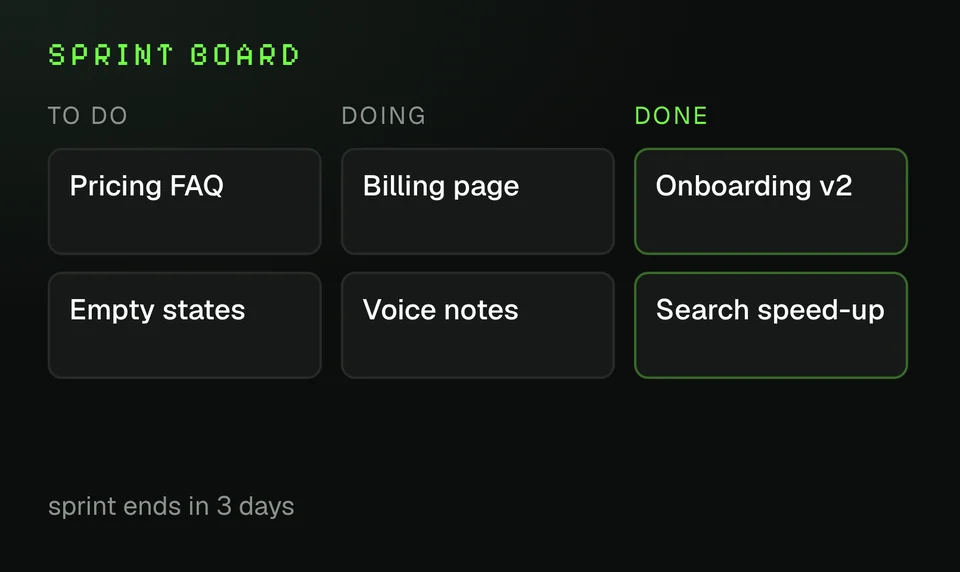 SPRINT BOARD
TO DO
DOING
DONE
Pricing FAQ
Billing page
Onboarding v2
Empty states
Voice notes
Search speed-up
sprint ends in 3 days